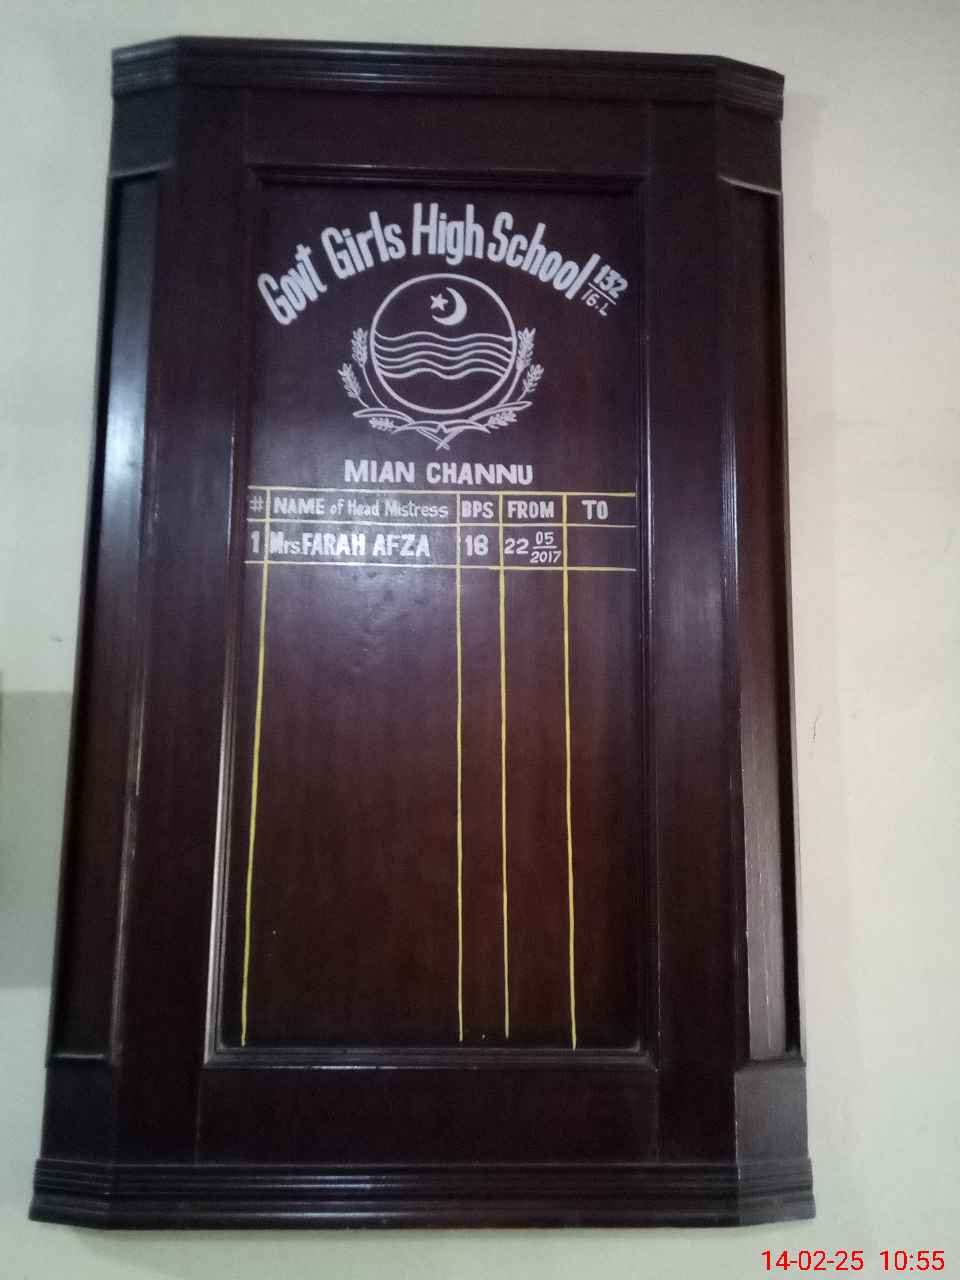 Govt Girls High School 132/16.L
MIAN CHANNU
# NAME of Head Mistress BPS FROM TO
1 Mrs. FARAH AFZA 18 22 05/2017
14-02-25 10:55